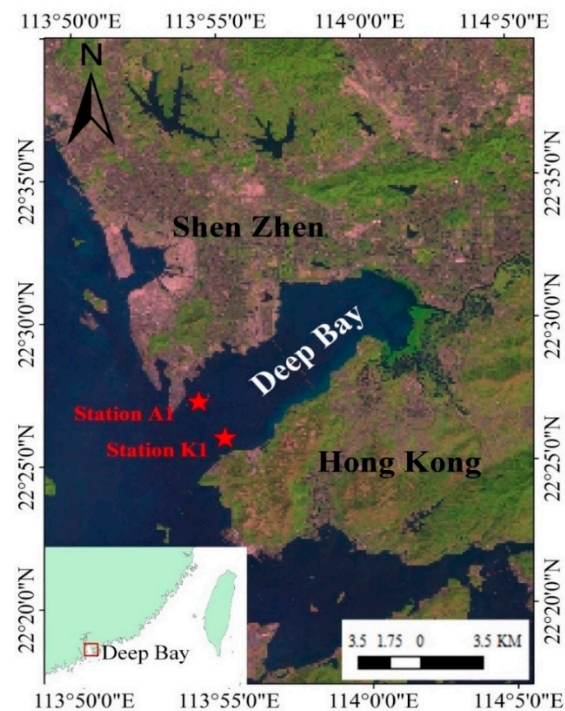 113°50'0"E 113°55'0"E 114°0'0"E 114°5'0"E
N
22°35'0"N 22°35'0"N
Shen Zhen
22°30'0"N 22°30'0"N
Deep Bay
Station A1
Station K1
Hong Kong
22°25'0"N 22°25'0"N
22°20'0"N 22°20'0"N
3.5 1.75 0 3.5 KM
Deep Bay
113°50'0"E 113°55'0"E 114°0'0"E 114°5'0"E